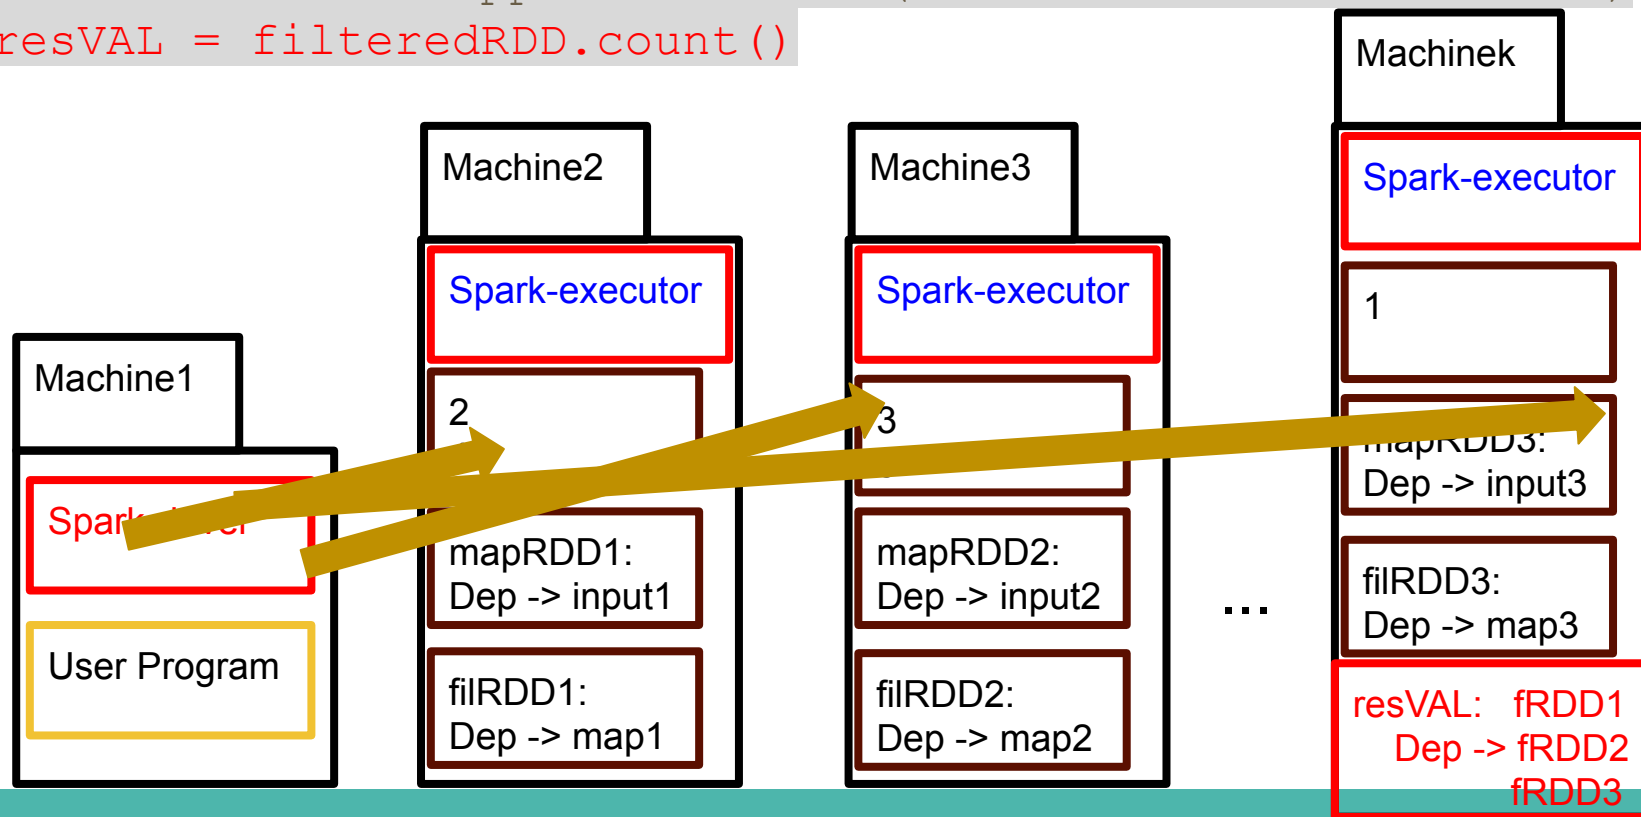 resVAL = filteredRDD.count()
Machine1
User Program
Machine2
Spark-executor
2
mapRDD1:
Dep -> input1
filRDD1:
Dep -> map1
Machine3
Spark-executor
3
mapRDD2:
Dep -> input2
filRDD2:
Dep -> map2
...
Machinek
Spark-executor
1
mapRDD3:
Dep -> input3
filRDD3:
Dep -> map3
resVAL: fRDD1
Dep -> fRDD2
fRDD3